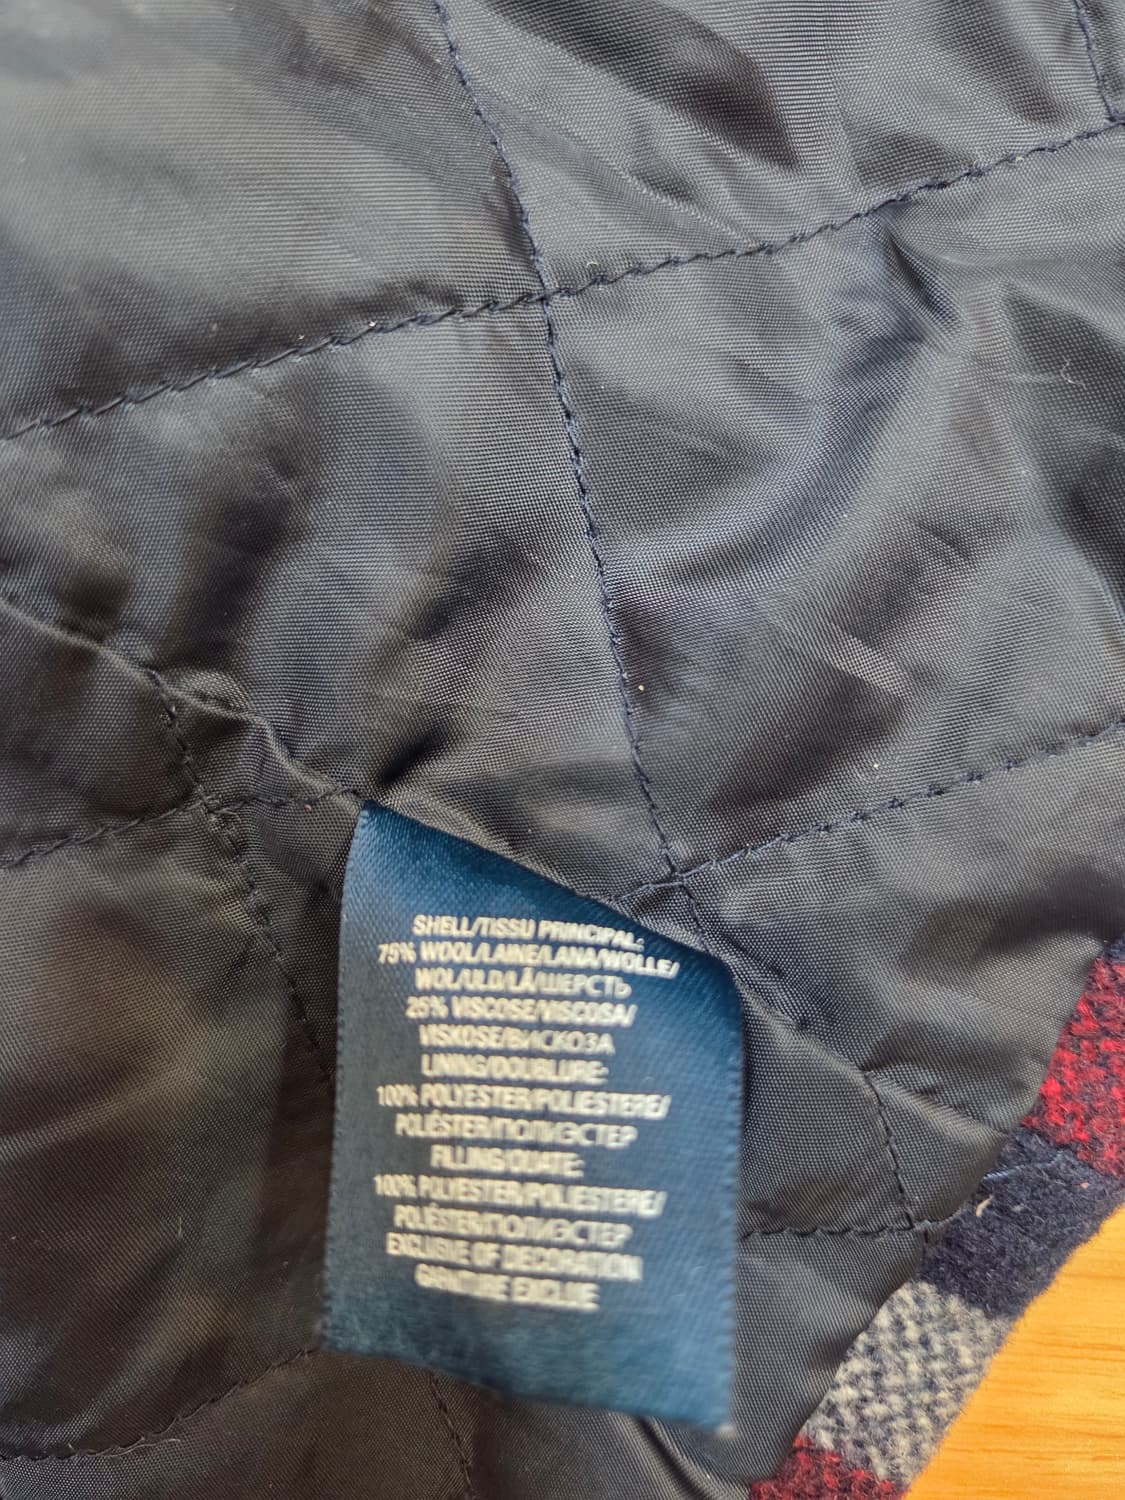 SHELL/TISSU PRINCIPAL:
75% WOOL/LAINE/LANA/WOLLE/
WOL/ULD/LÃ/ШЕРСТЬ
25% VISCOSE/VISCOSA/
VISKOSE/ВИСКОЗА
LINING/DOUBLURE:
100% POLYESTER/POLIESTERE/
POLIÉSTER/ПОЛИЭСТЕР
FILLING/OUATE:
100% POLYESTER/POLIESTERE/
POLIÉSTER/ПОЛИЭСТЕР
EXCLUSIVE OF DECORATION
GARNITURE EXCLUE